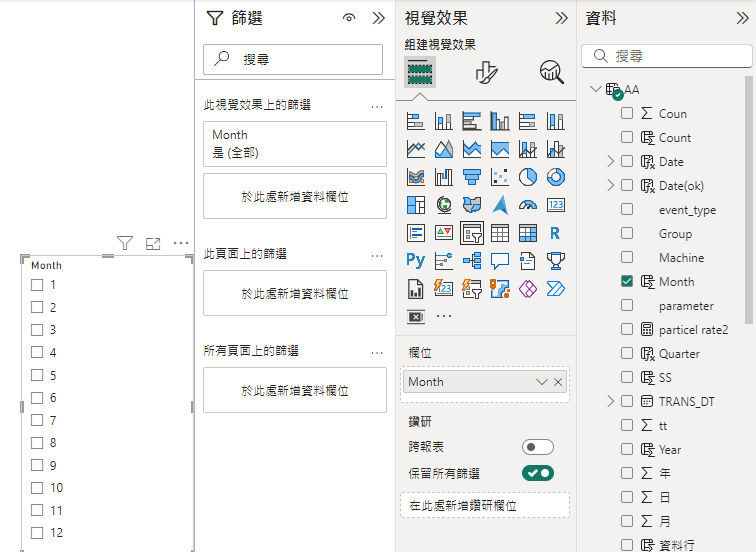 Month
1
2
3
4
5
6
7
8
9
10
11
12
篩選
搜尋
此視覺效果上的篩選
Month
是 (全部)
於此處新增資料欄位
此頁面上的篩選
於此處新增資料欄位
所有頁面上的篩選
於此處新增資料欄位
視覺效果
組建視覺效果
123
R
Py
123
欄位
Month
鑽研
跨報表
保留所有篩選
在此處新增鑽研欄位
資料
搜尋
AA
Coun
Count
Date
Date(ok)
event_type
Group
Machine
Month
parameter
particel rate2
Quarter
SS
TRANS_DT
tt
Year
年
日
月
資料行